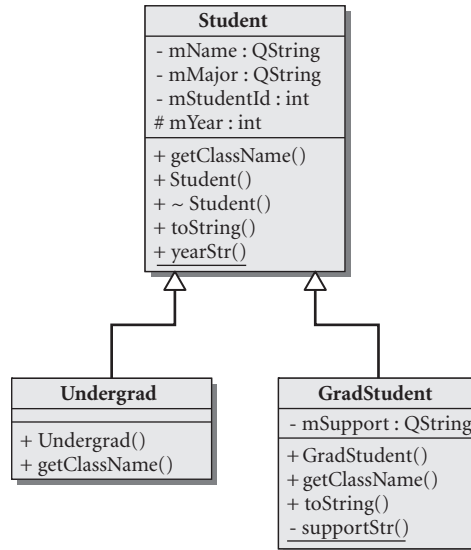 Student
- mName : QString
- mMajor : QString
- mStudentId : int
# mYear : int
+ getClassName()
+ Student()
+ ~ Student()
+ toString()
+ yearStr()
Undergrad
+ Undergrad()
+ getClassName()
GradStudent
- mSupport : QString
+ GradStudent()
+ getClassName()
+ toString()
- supportStr()